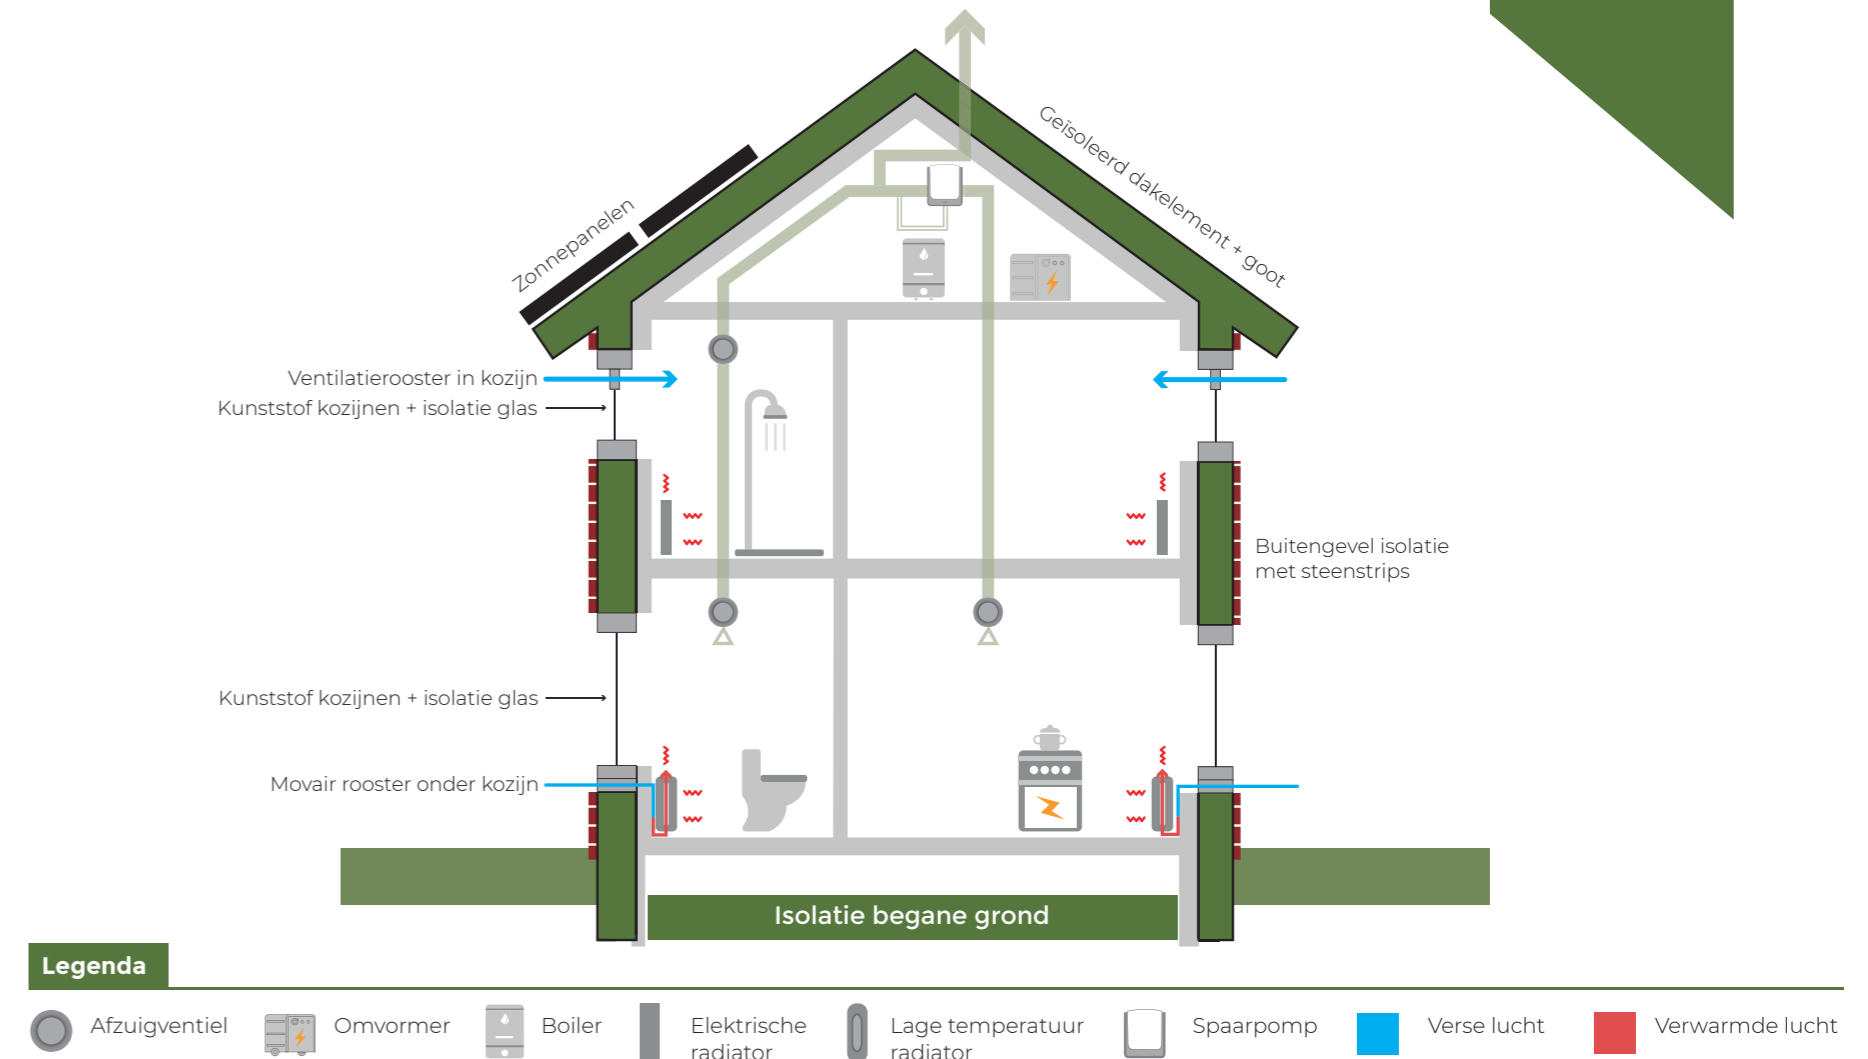 Geïsoleerd dakelement + goot
Zonnepanelen
Ventilatierooster in kozijn
Kunststof kozijnen + isolatie glas
Buitengevel isolatie
met steenstrips
Kunststof kozijnen + isolatie glas
Movair rooster onder kozijn
Isolatie begane grond
Legenda
Afzuigventiel
Omvormer
Boiler
Elektrische
radiator
Lage temperatuur
radiator
Spaarpomp
Verse lucht
Verwarmde lucht